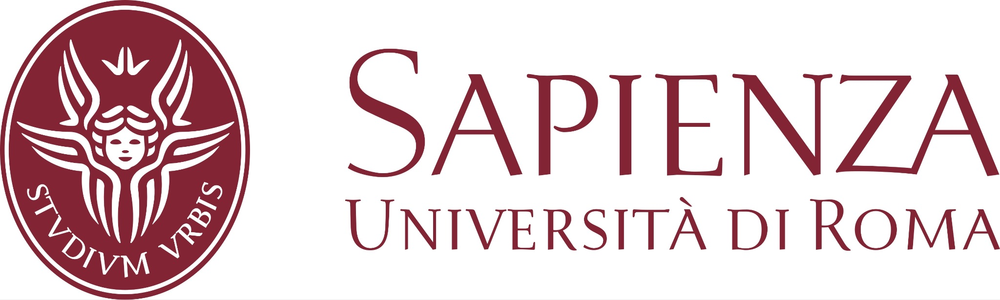 STVDIVM VRBIS
SAPIENZA
UNIVERSITÀ DI ROMA